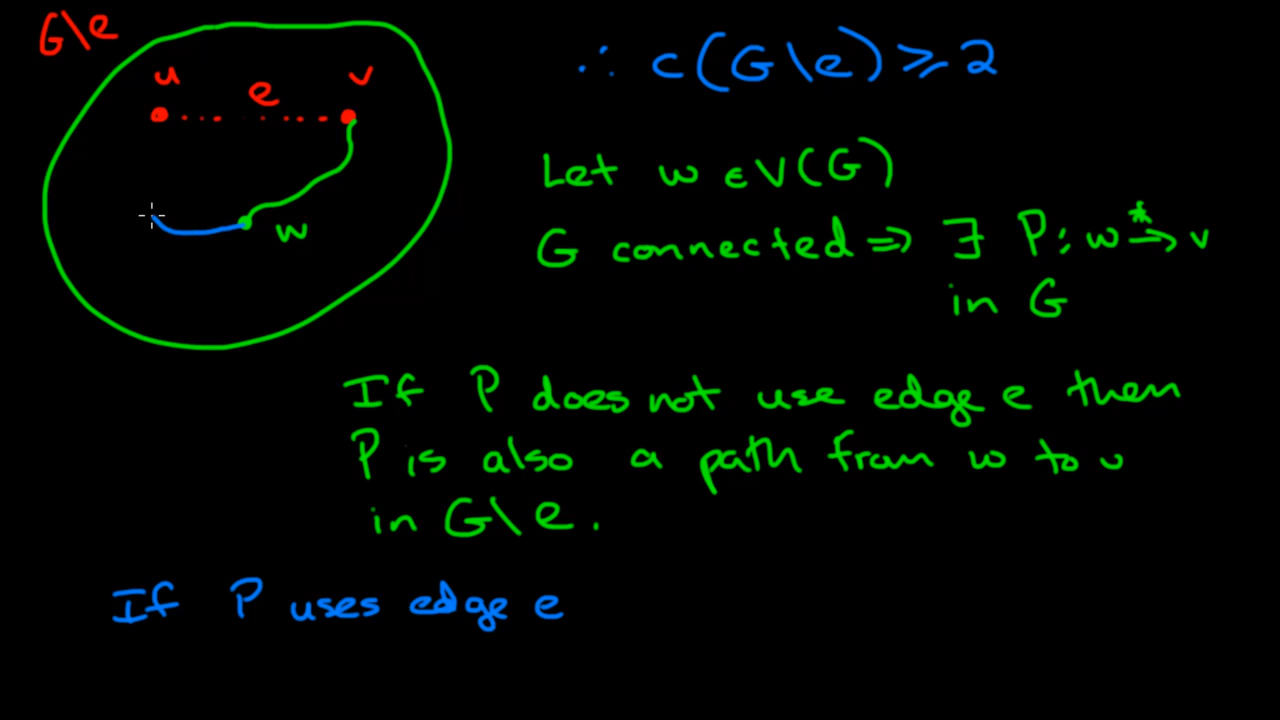 G\e
u
v
e
w
∴ c(G\e) ⩾ 2
Let w ∈ V(G)
G connected ⇒ ∃ P: w →* v
in G
If P does not use edge e then
P is also a path from w to v
in G\e.
If P uses edge e